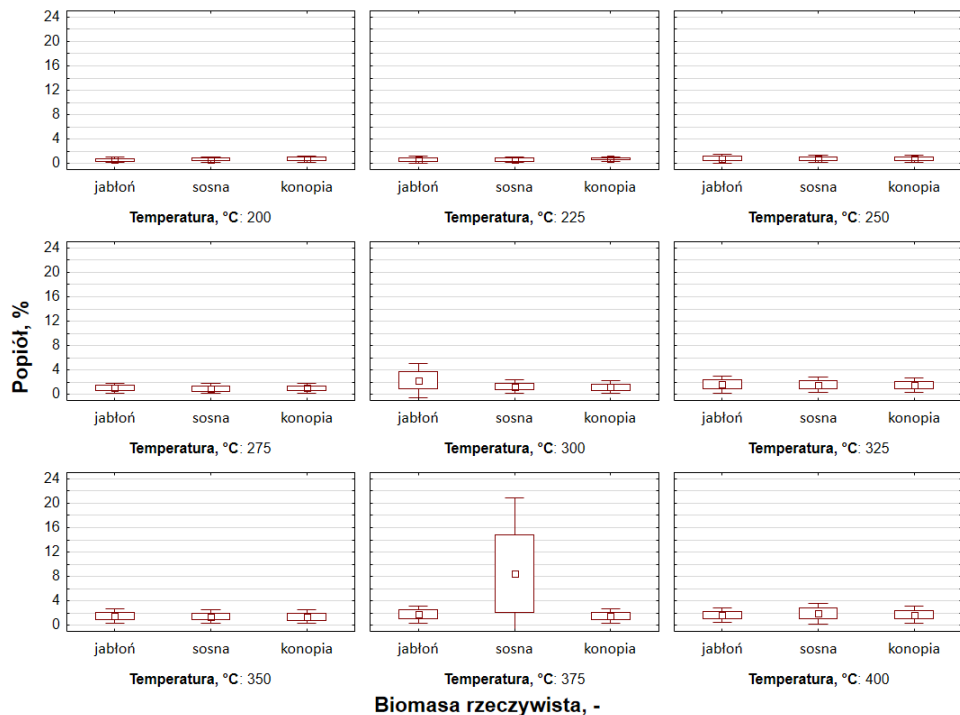 24
20
16
12
8
4
0
jabłoń sosna konopia jabłoń sosna konopia jabłoń sosna konopia
Temperatura, °C: 200 Temperatura, °C: 225 Temperatura, °C: 250
Popiół, %
24
20
16
12
8
4
0
jabłoń sosna konopia jabłoń sosna konopia jabłoń sosna konopia
Temperatura, °C: 275 Temperatura, °C: 300 Temperatura, °C: 325
24
20
16
12
8
4
0
jabłoń sosna konopia jabłoń sosna konopia jabłoń sosna konopia
Temperatura, °C: 350 Temperatura, °C: 375 Temperatura, °C: 400
Biomasa rzeczywista, -